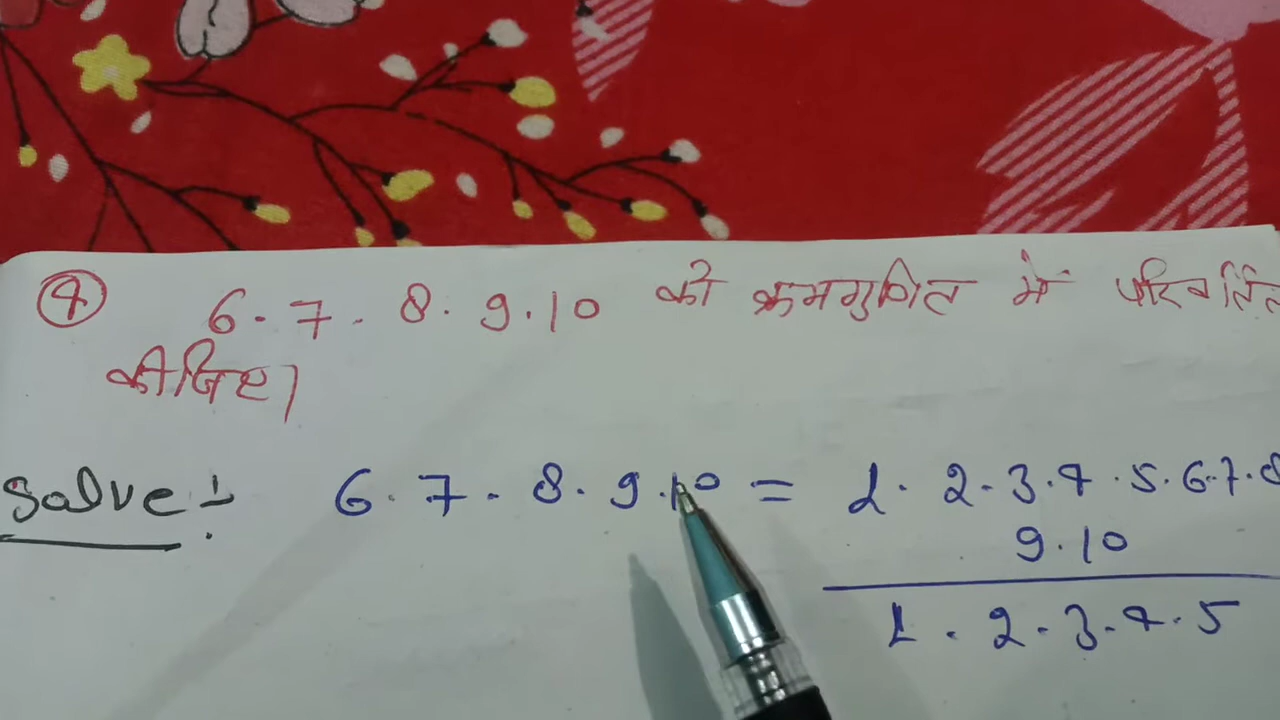 ④ 6. 7. 8. 9. 10 को क्रमगुणित में परिवर्तित
कीजिए।
Solve:- 6. 7. 8. 9. 10 = 1. 2. 3. 4. 5. 6. 7. 8
9. 10
1. 2. 3. 4. 5